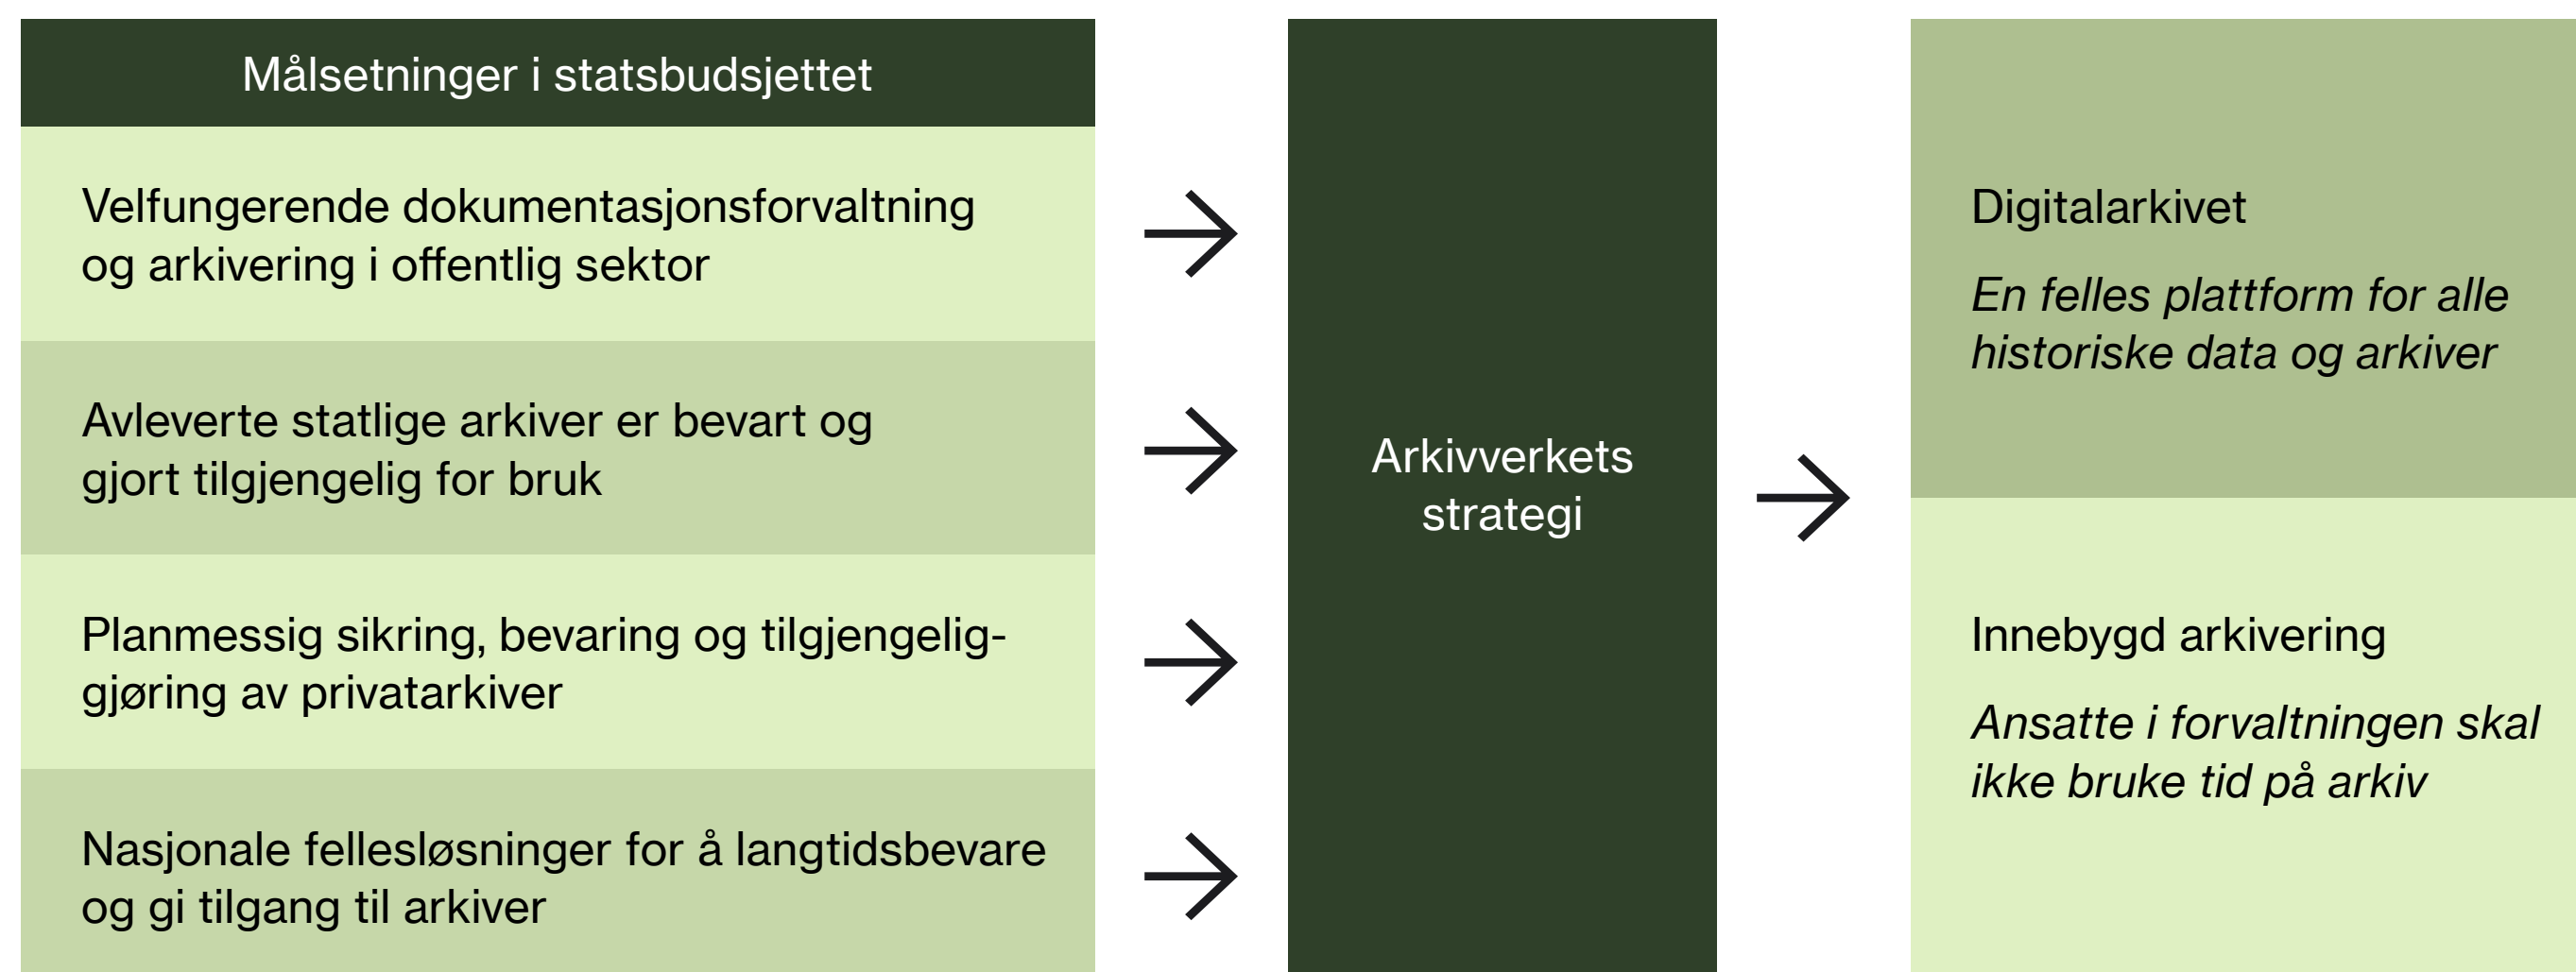 Målsetninger i statsbudsjettet
Velfungerende dokumentasjonsforvaltning
og arkivering i offentlig sektor
Avleverte statlige arkiver er bevart og
gjort tilgjengelig for bruk
Planmessig sikring, bevaring og tilgjengelig-
gjøring av privatarkiver
Nasjonale fellesløsninger for å langtidsbevare
og gi tilgang til arkiver
Arkivverkets
strategi
Digitalarkivet
En felles plattform for alle
historiske data og arkiver
Innebygd arkivering
Ansatte i forvaltningen skal
ikke bruke tid på arkiv